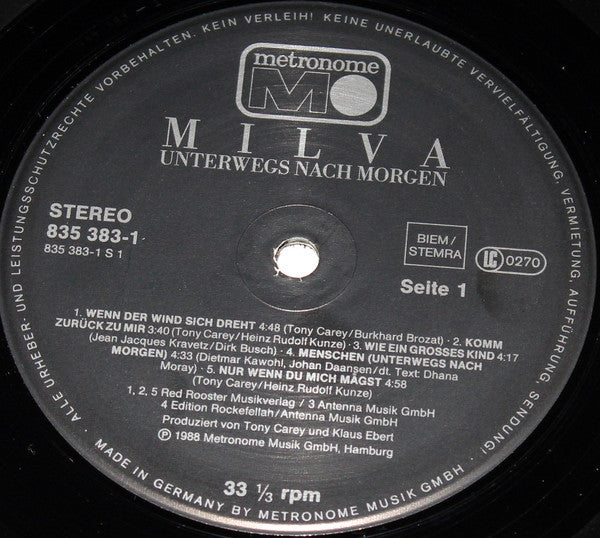 ALLE URHEBER- UND LEISTUNGSSCHUTZRECHTE VORBEHALTEN. KEIN VERLEIH! KEINE UNERLAUBTE VERVIELFÄLTIGUNG, VERMIETUNG, AUFFÜHRUNG, SENDUNG!
metronome
M
MILVA
UNTERWEGS NACH MORGEN
STEREO
835 383-1
835 383-1 S 1
BIEM/
STEMRA
LC 0270
Seite 1
1. WENN DER WIND SICH DREHT 4:48 (Tony Carey/Burkhard Brozat) · 2. KOMM
ZURÜCK ZU MIR 3:40 (Tony Carey/Heinz Rudolf Kunze) · 3. WIE EIN GROSSES KIND 4:17
(Jean Jacques Kravetz/Dirk Busch) · 4. MENSCHEN (UNTERWEGS NACH
MORGEN) 4:33 (Dietmar Kawohl, Johan Daansen/dt. Text: Dhana
Moray) · 5. NUR WENN DU MICH MAGST 4:58
(Tony Carey/Heinz Rudolf Kunze)
1, 2, 5 Red Rooster Musikverlag / 3 Antenna Musik GmbH
4 Edition Rockefellah/Antenna Musik GmbH
Produziert von Tony Carey und Klaus Ebert
℗ 1988 Metronome Musik GmbH, Hamburg
33 ⅓ rpm
· MADE IN GERMANY BY METRONOME MUSIK GMBH ·